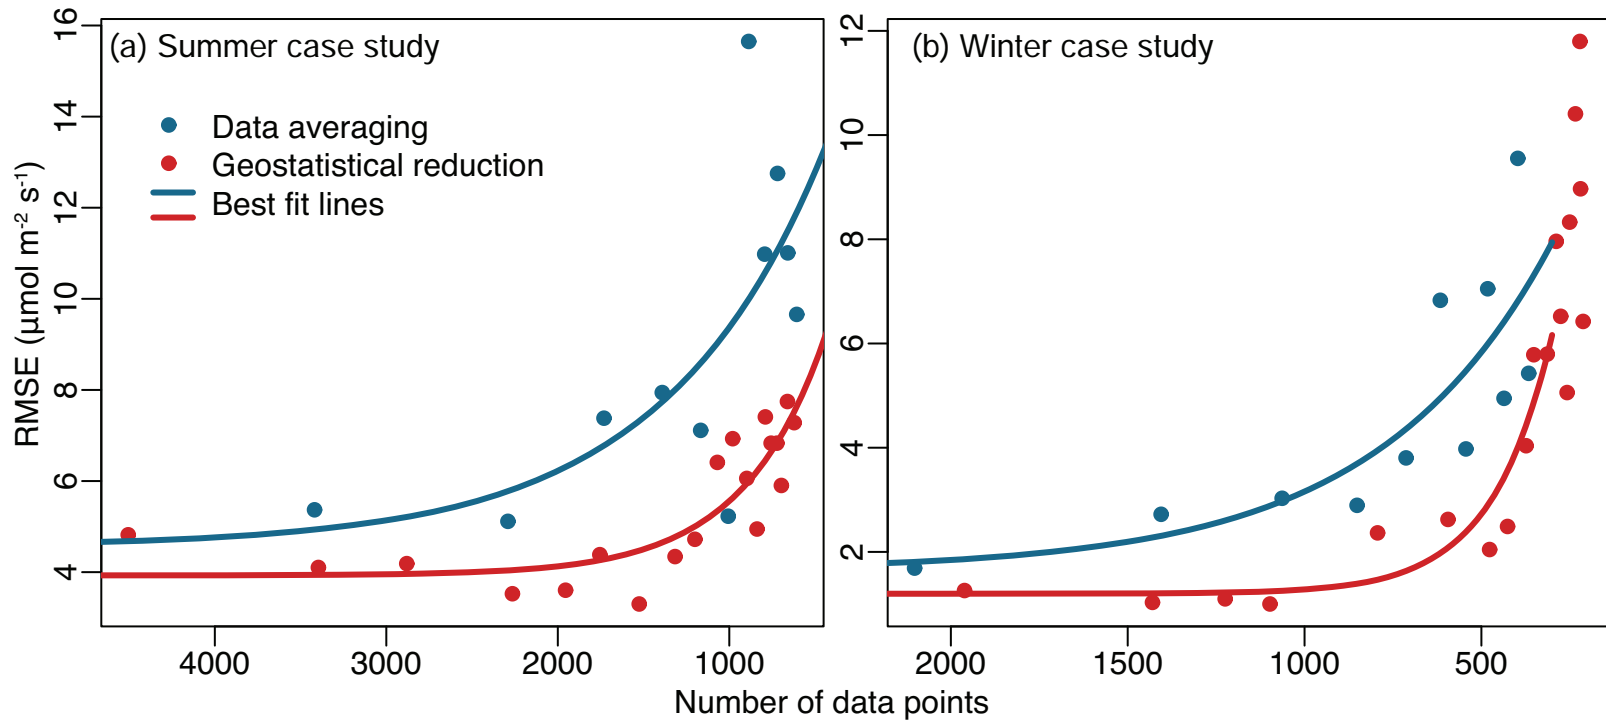 (a) Summer case study
Data averaging
Geostatistical reduction
Best fit lines
RMSE (µmol m⁻² s⁻¹)
16
14
12
10
8
6
4
4000 3000 2000 1000
(b) Winter case study
12
10
8
6
4
2
2000 1500 1000 500
Number of data points